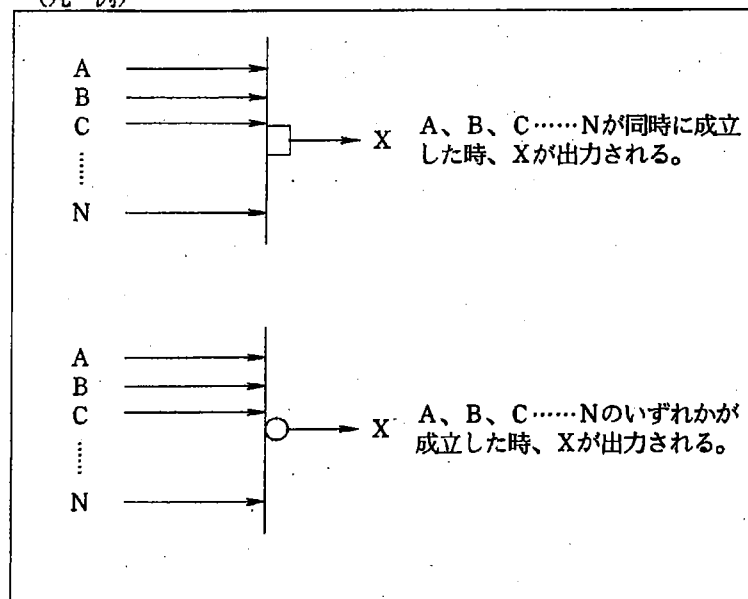 A
B
C
……
N
X
A、B、C……Nが同時に成立
した時、Xが出力される。
A
B
C
……
N
X
A、B、C……Nのいずれかが
成立した時、Xが出力される。